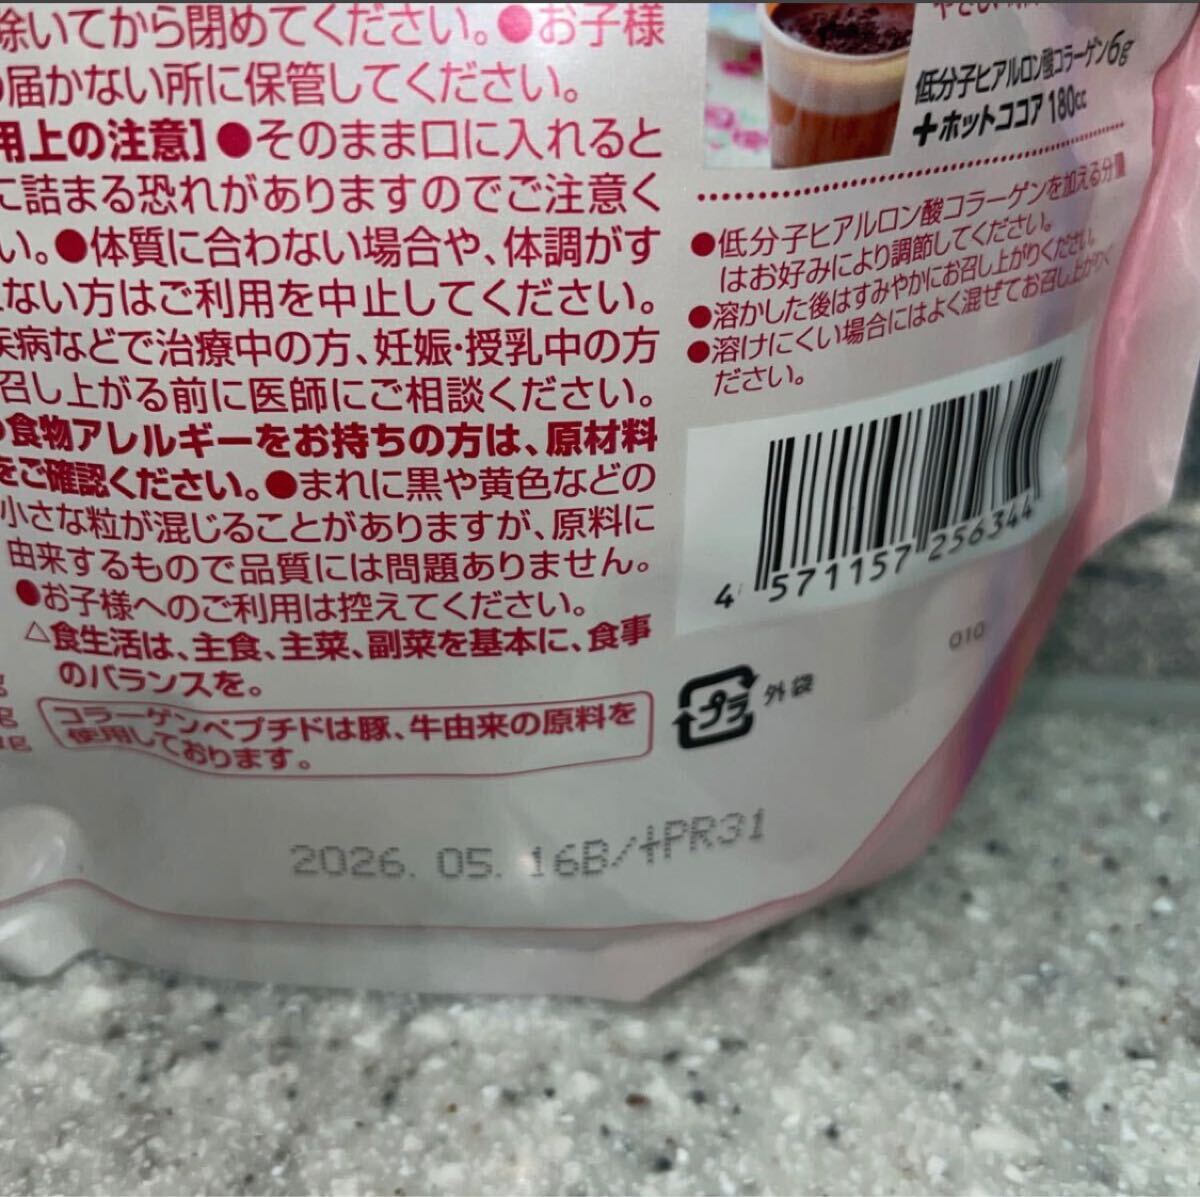 除いてから閉めてください。●お子様
届かない所に保管してください。
用上の注意]●そのまま口に入れると
に詰まる恐れがありますのでご注意く
い。●体質に合わない場合や、体調がす
ない方はご利用を中止してください。
疾病などで治療中の方、妊娠・授乳中の方
召し上がる前に医師にご相談ください。
食物アレルギーをお持ちの方は、原材料
をご確認ください。●まれに黒や黄色などの
小さな粒が混じることがありますが、原料に
由来するもので品質には問題ありません。
●お子様へのご利用は控えてください。
△食生活は、主食、主菜、副菜を基本に、食事
のバランスを。
コラーゲンペプチドは豚、牛由来の原料を
使用しております。
2026. 05. 16B/+PR31
低分子ヒアルロン酸コラーゲン6g
+ホットココア 180cc
●低分子ヒアルロン酸コラーゲンを加える分量
はお好みにより調節してください。
●溶かした後はすみやかにお召し上がりください。
●溶けにくい場合にはよく混ぜてお召し上がりく
ださい。
4 571157 256344
010
プラ 外袋